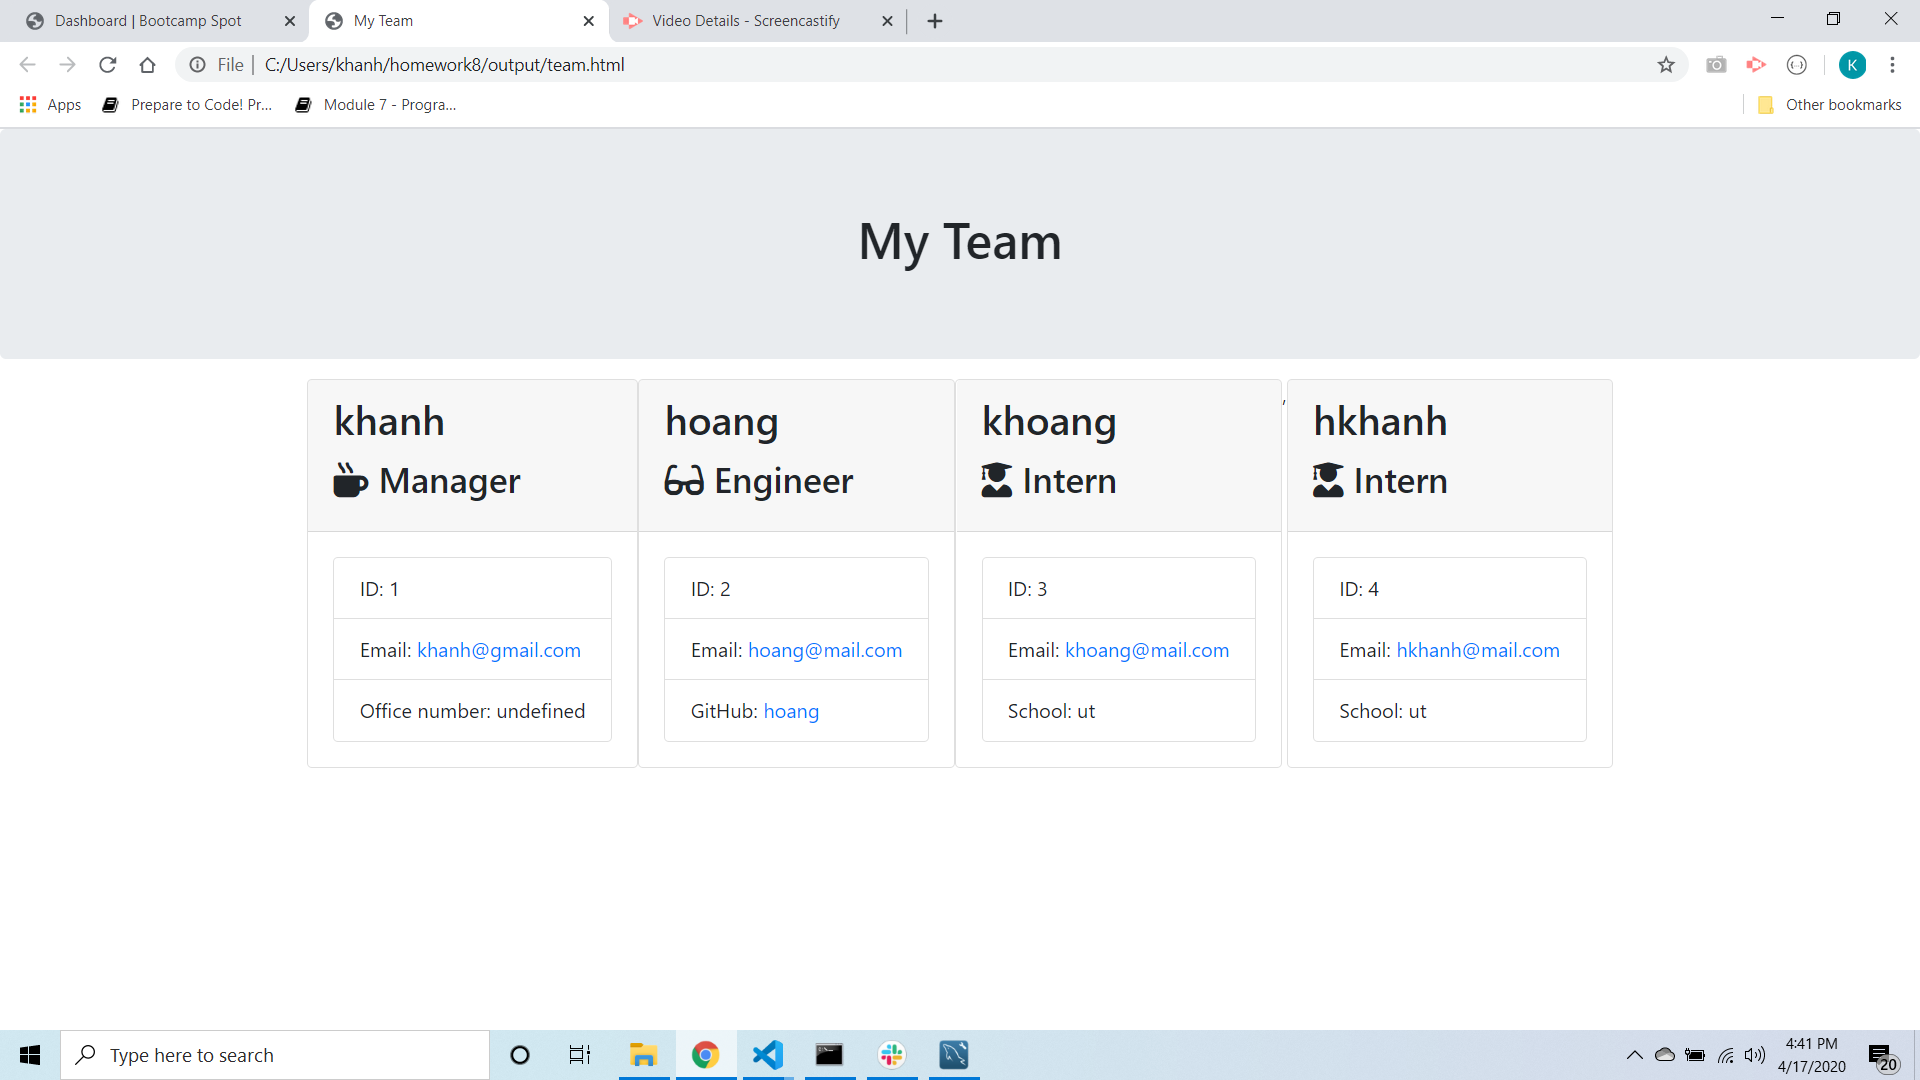 Dashboard | Bootcamp Spot
My Team
Video Details - Screencastify
File | C:/Users/khanh/homework8/output/team.html
K
Apps
Prepare to Code! Pr...
Module 7 - Progra...
Other bookmarks
My Team
khanh
Manager
ID: 1
Email: khanh@gmail.com
Office number: undefined
hoang
Engineer
ID: 2
Email: hoang@mail.com
GitHub: hoang
khoang
Intern
ID: 3
Email: khoang@mail.com
School: ut
,
hkhanh
Intern
ID: 4
Email: hkhanh@mail.com
School: ut
Type here to search
4:41 PM
4/17/2020
20